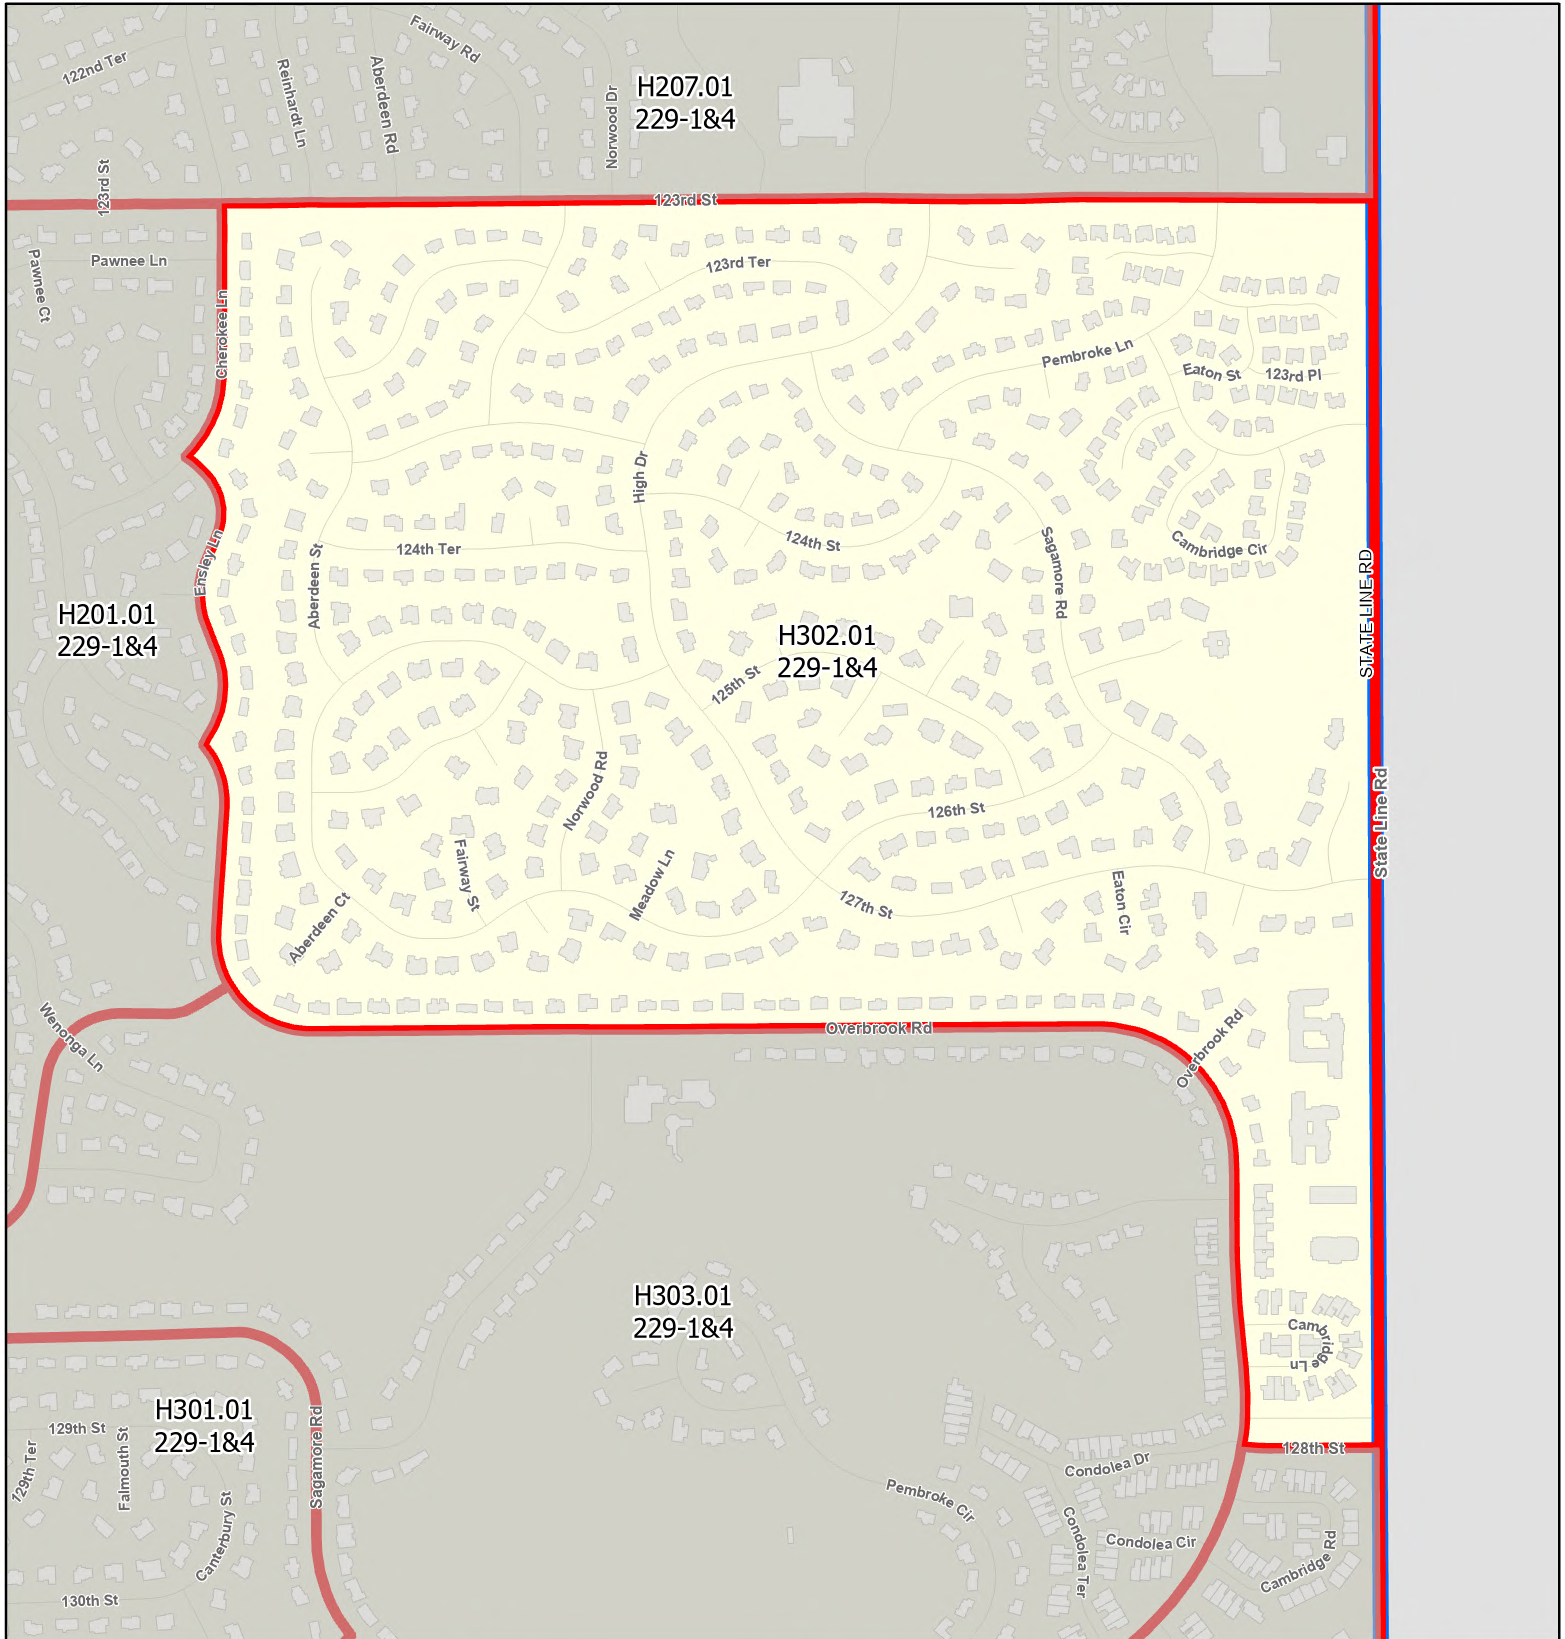 Fairway Rd
122nd Ter
Reinhardt Ln
Aberdeen Rd
Norwood Dr
H207.01
229-1&4
123rd St
123rd St
Pawnee Ln
Pawnee Ct
Cherokee Ln
123rd Ter
Pembroke Ln
Eaton St
123rd Pl
High Dr
124th St
124th Ter
Cambridge Cir
Sagamore Rd
Ensley Ln
Aberdeen St
STATE LINE RD
H201.01
229-1&4
H302.01
229-1&4
125th St
Norwood Rd
126th St
State Line Rd
Fairway St
Meadow Ln
127th St
Eaton Cir
Aberdeen Ct
Wenonga Ln
Overbrook Rd
Overbrook Rd
H303.01
229-1&4
Cambridge Ln
H301.01
229-1&4
129th St
129th Ter
Falmouth St
Sagamore Rd
Canterbury St
128th St
Condolea Dr
Pembroke Cir
Condolea Ter
Condolea Cir
Cambridge Rd
130th St